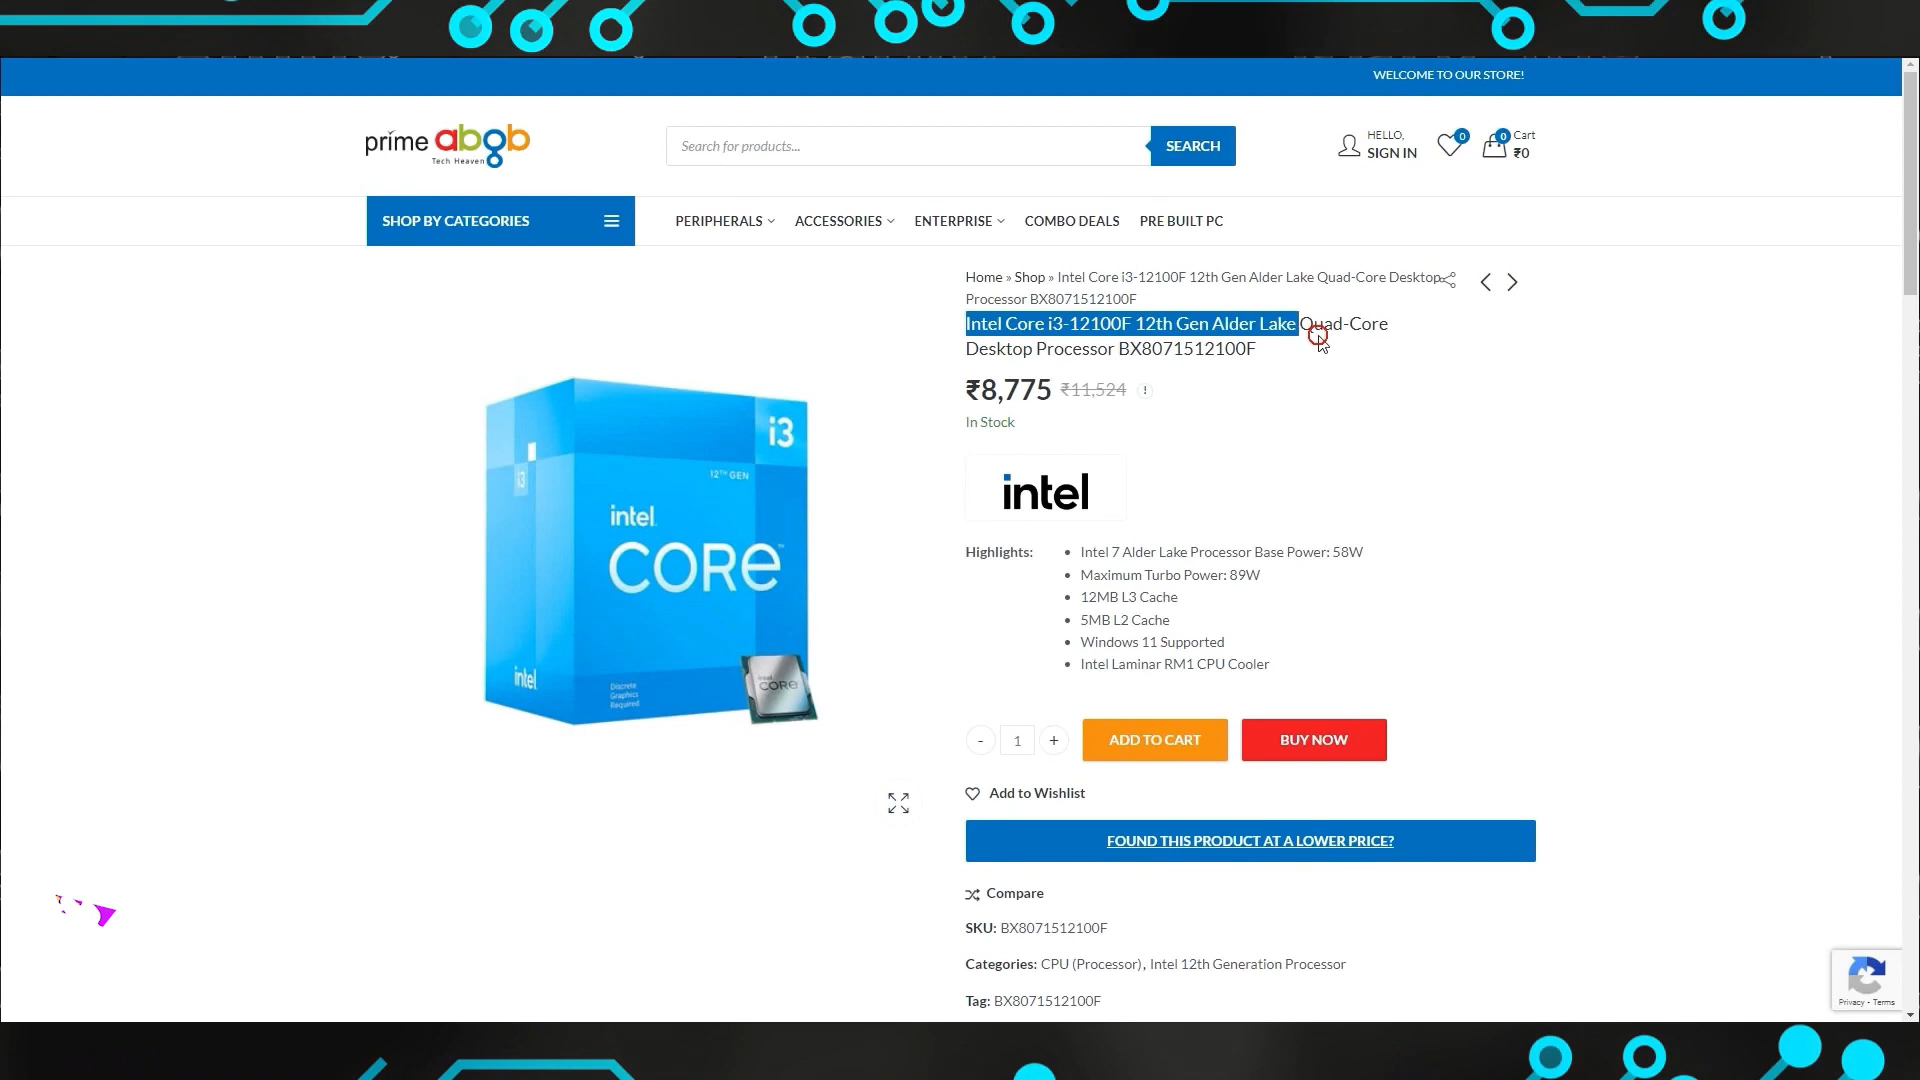 WELCOME TO OUR STORE!
prime abgb
Tech Heaven
Search for products...
SEARCH
HELLO,
SIGN IN
0
0
Cart
₹0
SHOP BY CATEGORIES
PERIPHERALS
ACCESSORIES
ENTERPRISE
COMBO DEALS
PRE BUILT PC
Home » Shop » Intel Core i3-12100F 12th Gen Alder Lake Quad-Core Desktop
Processor BX8071512100F
Intel Core i3-12100F 12th Gen Alder Lake Quad-Core
Desktop Processor BX8071512100F
₹8,775 ₹11,524 !
In Stock
i3
12TH GEN
i3
intel
CORE
intel
Discrete
Graphics
Required
intel
CORE
intel
Highlights:
• Intel 7 Alder Lake Processor Base Power: 58W
• Maximum Turbo Power: 89W
• 12MB L3 Cache
• 5MB L2 Cache
• Windows 11 Supported
• Intel Laminar RM1 CPU Cooler
- 1 +
ADD TO CART
BUY NOW
Add to Wishlist
FOUND THIS PRODUCT AT A LOWER PRICE?
Compare
SKU: BX8071512100F
Categories: CPU (Processor), Intel 12th Generation Processor
Tag: BX8071512100F
Privacy - Terms